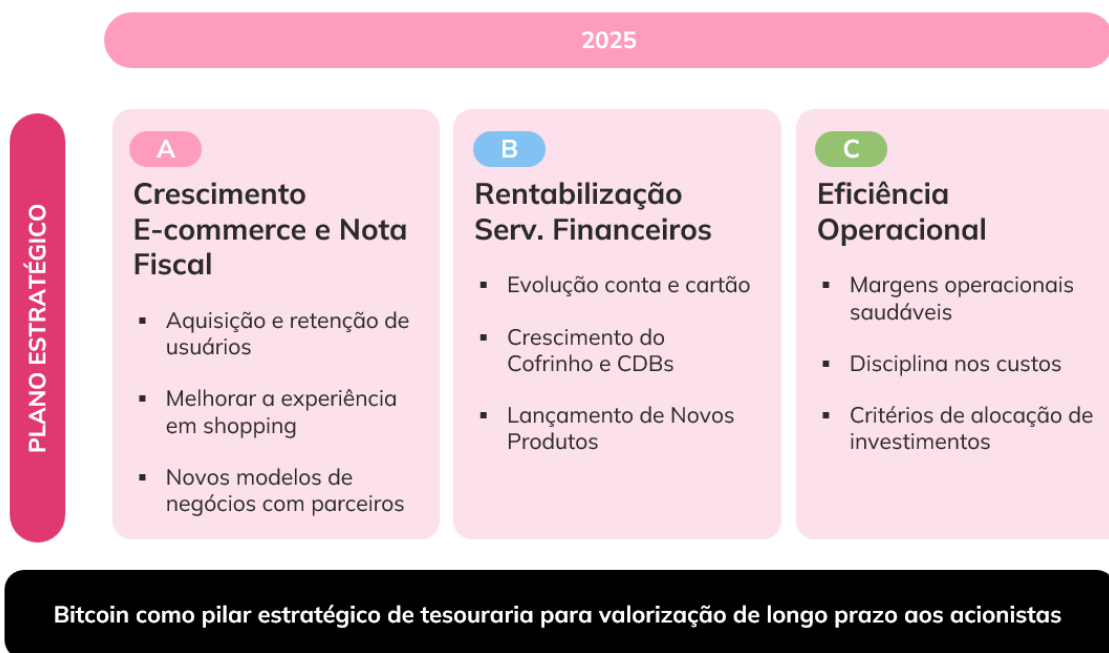 2025
PLANO ESTRATÉGICO
A
Crescimento
E-commerce e Nota
Fiscal
▪ Aquisição e retenção de
usuários
▪ Melhorar a experiência
em shopping
▪ Novos modelos de
negócios com parceiros
B
Rentabilização
Serv. Financeiros
▪ Evolução conta e cartão
▪ Crescimento do
Cofrinho e CDBs
▪ Lançamento de Novos
Produtos
C
Eficiência
Operacional
▪ Margens operacionais
saudáveis
▪ Disciplina nos custos
▪ Critérios de alocação de
investimentos
Bitcoin como pilar estratégico de tesouraria para valorização de longo prazo aos acionistas